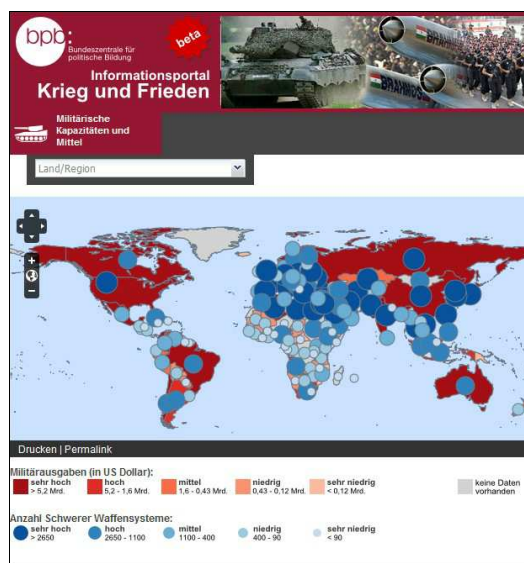 bpb:
Bundeszentrale für
politische Bildung
beta
Informationsportal
Krieg und Frieden
BRAHMOS
BRAHMOS
Militärische
Kapazitäten und
Mittel
Land/Region
+
−
Drucken | Permalink
Militärausgaben (in US Dollar):
sehr hoch
> 5,2 Mrd.
hoch
5,2 - 1,6 Mrd.
mittel
1,6 - 0,43 Mrd.
niedrig
0,43 - 0,12 Mrd.
sehr niedrig
< 0,12 Mrd.
keine Daten
vorhanden
Anzahl Schwerer Waffensysteme:
sehr hoch
> 2650
hoch
2650 - 1100
mittel
1100 - 400
niedrig
400 - 90
sehr niedrig
< 90